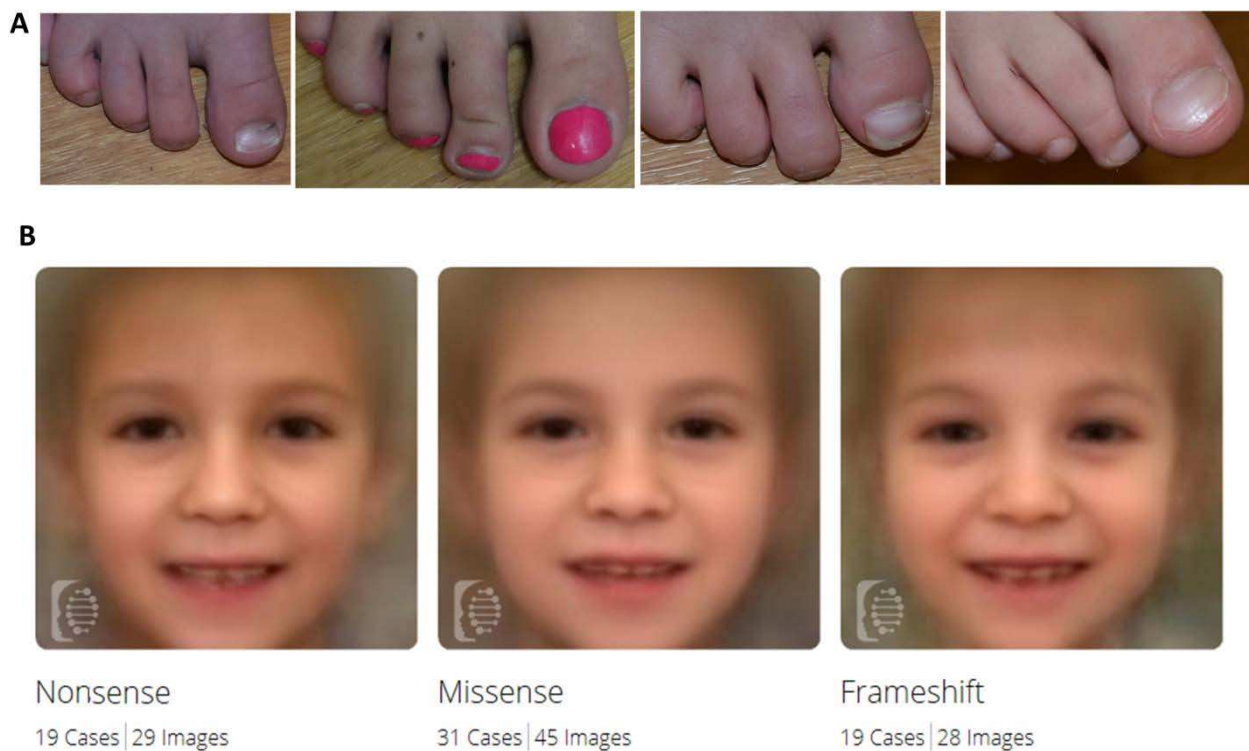 A
B
Nonsense
Missense
Frameshift
19 Cases | 29 Images
31 Cases | 45 Images
19 Cases | 28 Images